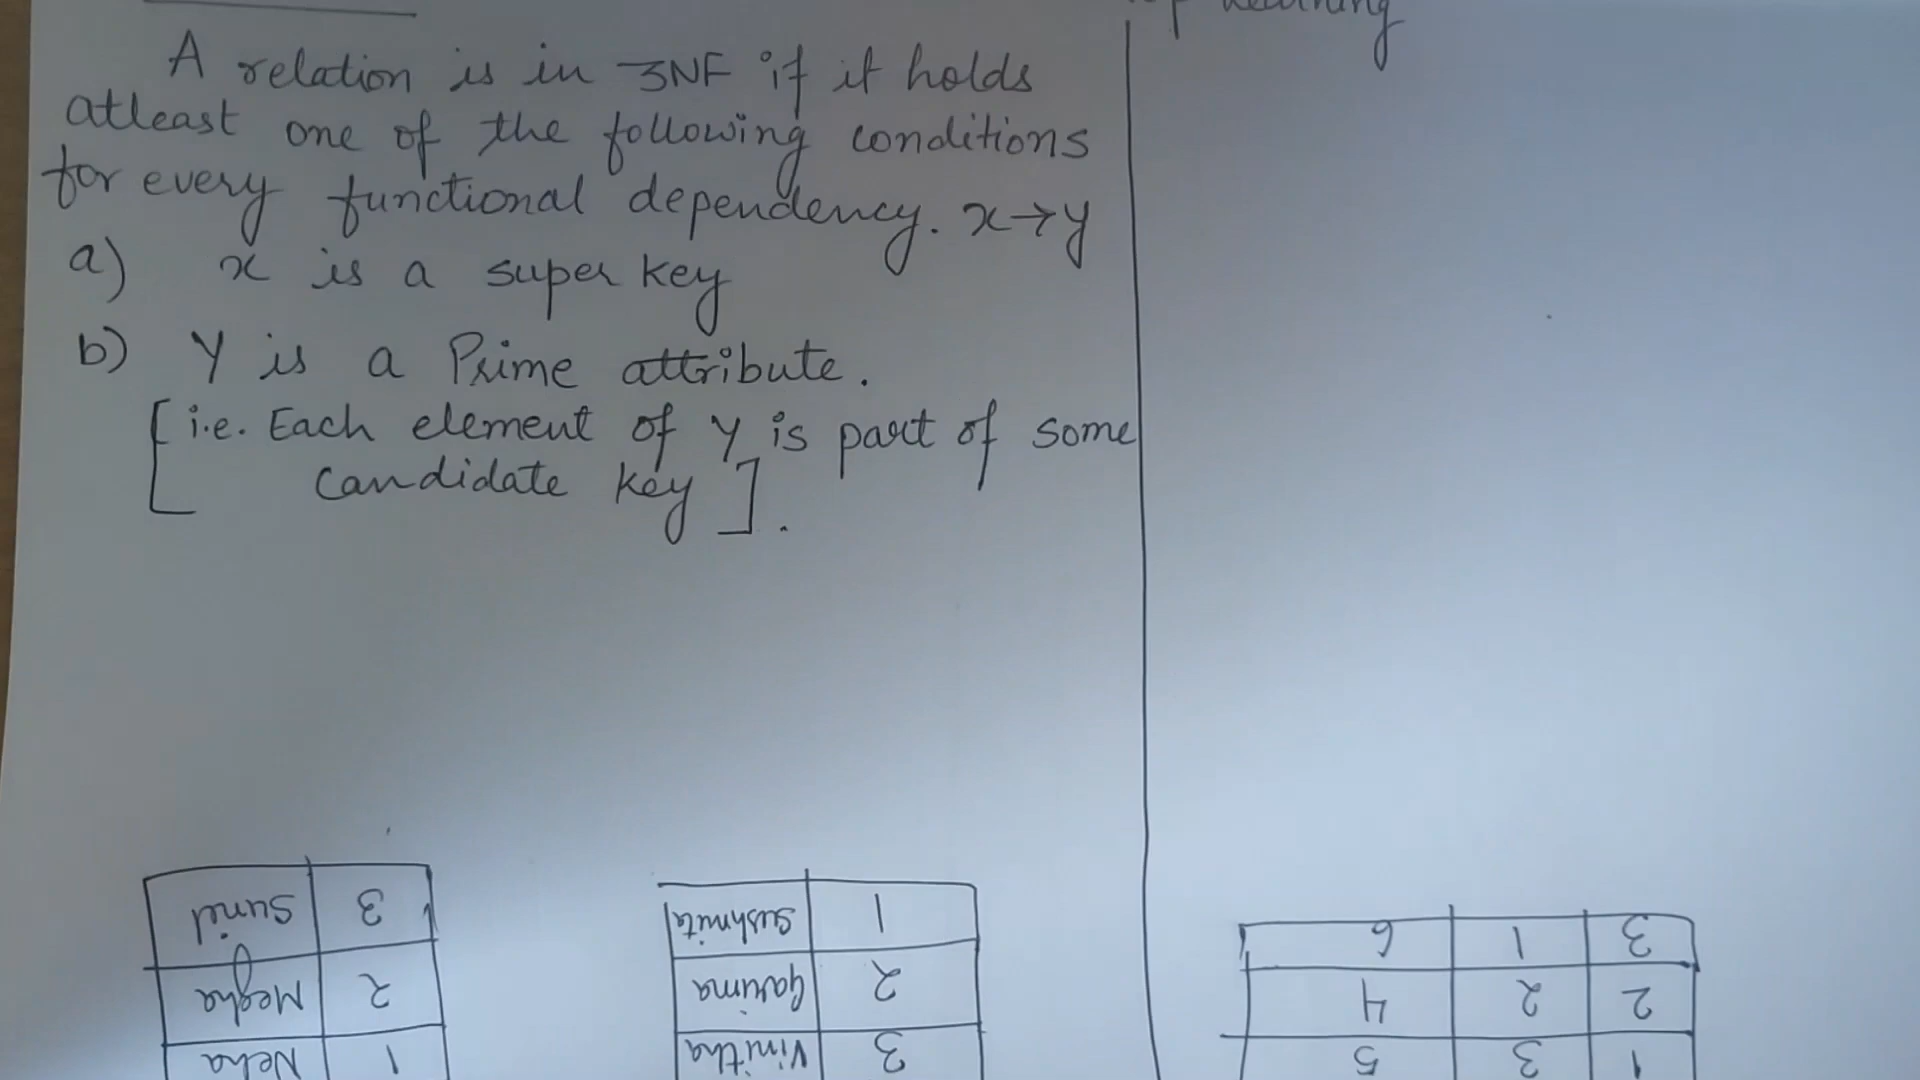 Learning
A relation is in 3NF if it holds
atleast one of the following conditions
for every functional dependency. x→y
a) x is a super key
b) Y is a Prime attribute.
[i.e. Each element of Y is part of some
candidate key].
Sunil 3
Megha 2
Neha 1
Sushmita 1
Garima 2
Vinitha 3
6 1 3
4 2 2
5 3 1